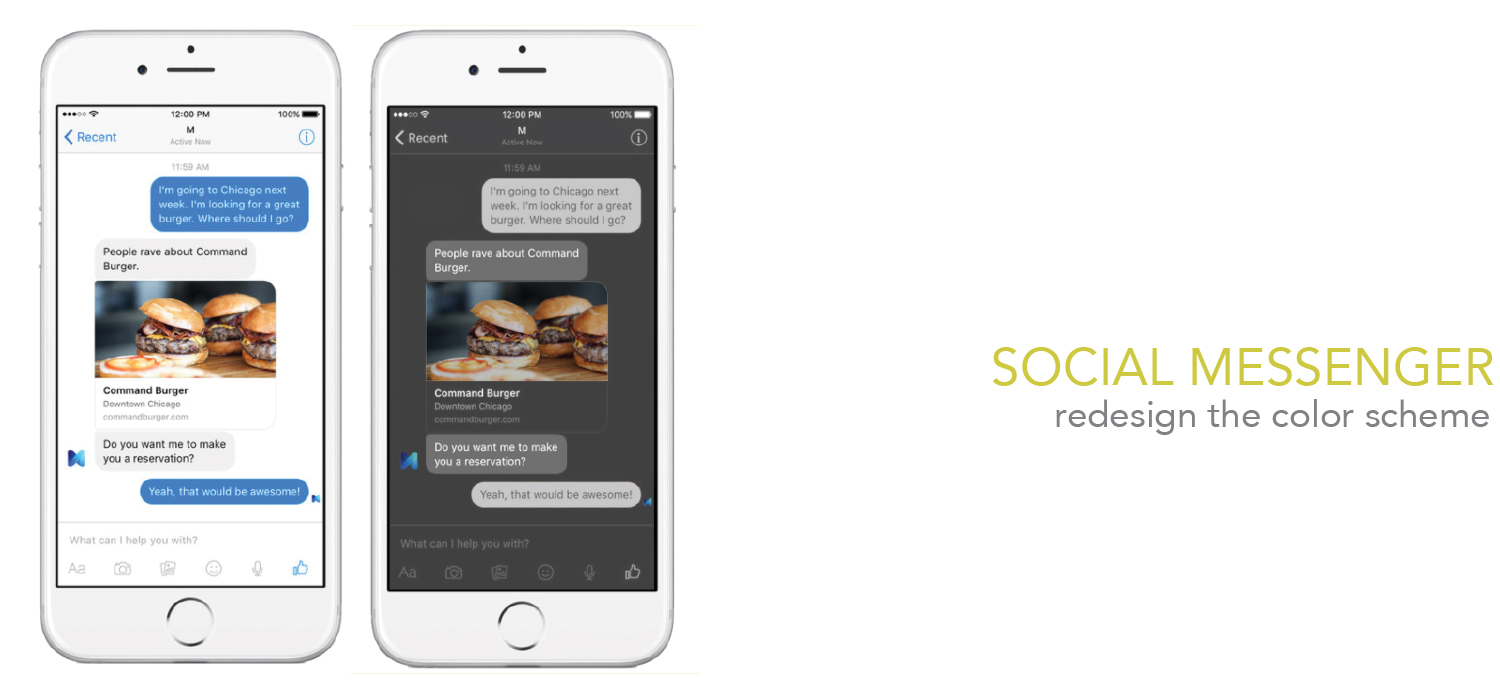 12:00 PM
100%
Recent
M
Active Now
11:59 AM
I'm going to Chicago next
week. I'm looking for a great
burger. Where should I go?
People rave about Command
Burger.
Command Burger
Downtown Chicago
commandburger.com
Do you want me to make
you a reservation?
Yeah, that would be awesome!
What can I help you with?
Aa
12:00 PM
100%
Recent
M
Active Now
11:59 AM
I'm going to Chicago next
week. I'm looking for a great
burger. Where should I go?
People rave about Command
Burger.
Command Burger
Downtown Chicago
commandburger.com
Do you want me to make
you a reservation?
Yeah, that would be awesome!
What can I help you with?
Aa
SOCIAL MESSENGER
redesign the color scheme